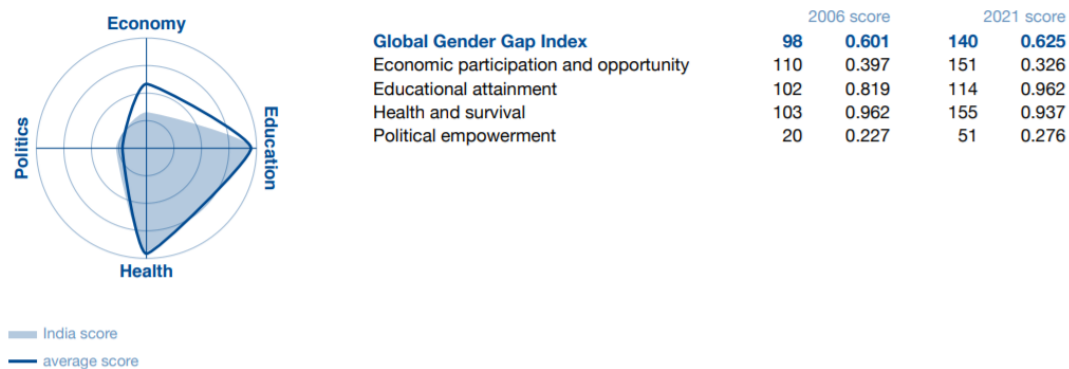 Economy
Politics
Education
Health
India score
average score
2006 score 2021 score
Global Gender Gap Index 98 0.601 140 0.625
Economic participation and opportunity 110 0.397 151 0.326
Educational attainment 102 0.819 114 0.962
Health and survival 103 0.962 155 0.937
Political empowerment 20 0.227 51 0.276